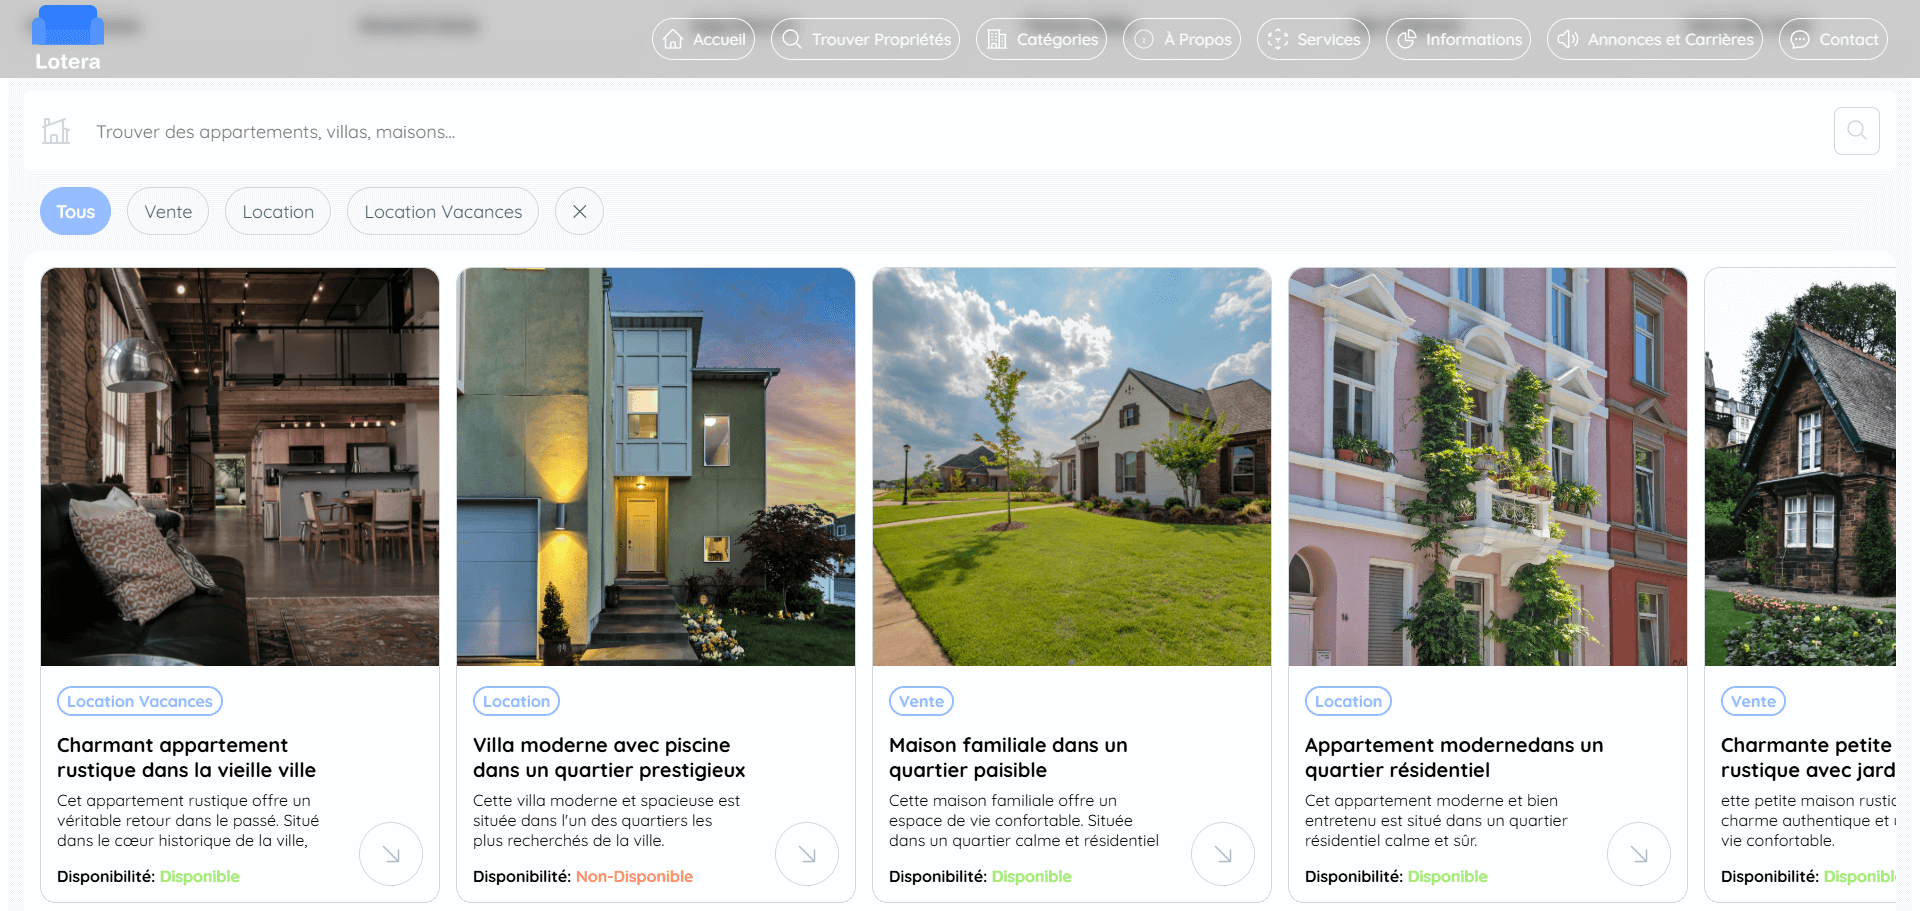 Lotera
Accueil
Trouver Propriétés
Catégories
À Propos
Services
Informations
Annonces et Carrières
Contact
Trouver des appartements, villas, maisons...
Tous
Vente
Location
Location Vacances
Location Vacances
Charmant appartement
rustique dans la vieille ville
Cet appartement rustique offre un
véritable retour dans le passé. Situé
dans le cœur historique de la ville,
Disponibilité: Disponible
Location
Villa moderne avec piscine
dans un quartier prestigieux
Cette villa moderne et spacieuse est
située dans l'un des quartiers les
plus recherchés de la ville.
Disponibilité: Non-Disponible
Vente
Maison familiale dans un
quartier paisible
Cette maison familiale offre un
espace de vie confortable. Située
dans un quartier calme et résidentiel
Disponibilité: Disponible
Location
Appartement modernedans un
quartier résidentiel
Cet appartement moderne et bien
entretenu est situé dans un quartier
résidentiel calme et sûr.
Disponibilité: Disponible
Vente
Charmante petite
rustique avec jard
ette petite maison rustic
charme authentique et
vie confortable.
Disponibilité: Disponibl